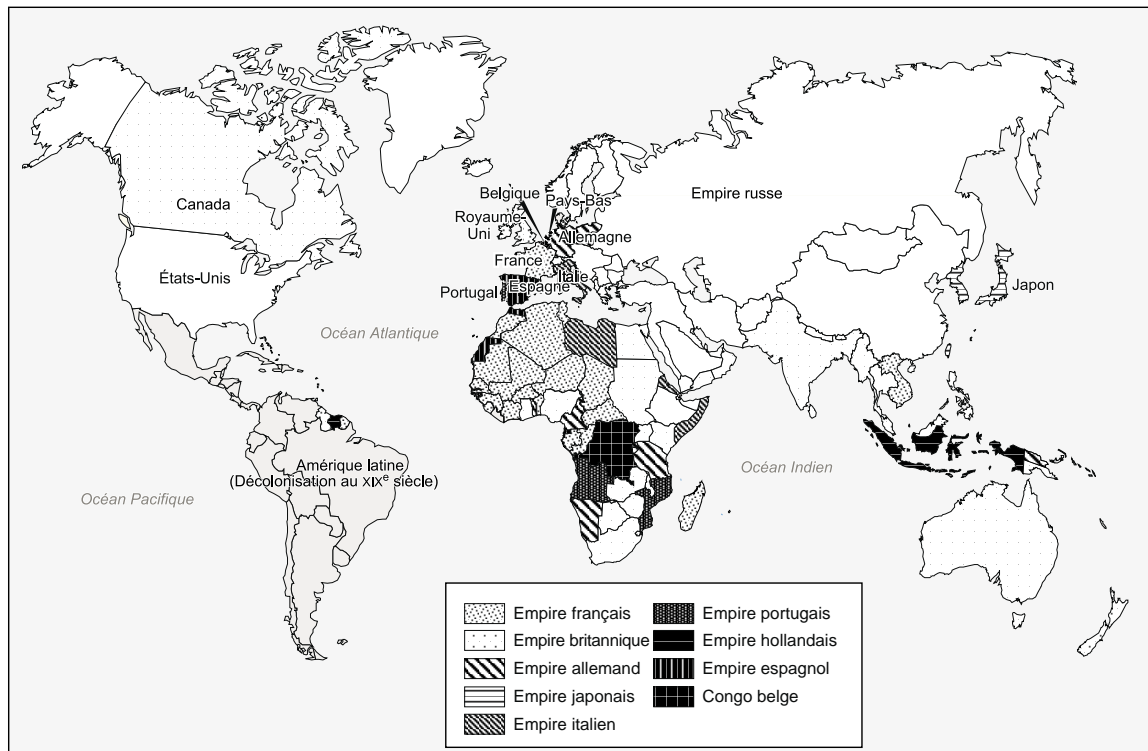 Belgique
Pays-Bas
Empire russe
Canada
Royaume-
Uni
Allemagne
France
États-Unis
Italie
Espagne
Portugal
Japon
Océan Atlantique
Amérique latine
(Décolonisation au XIXe siècle)
Océan Indien
Océan Pacifique
Empire français
Empire britannique
Empire allemand
Empire japonais
Empire italien
Empire portugais
Empire hollandais
Empire espagnol
Congo belge